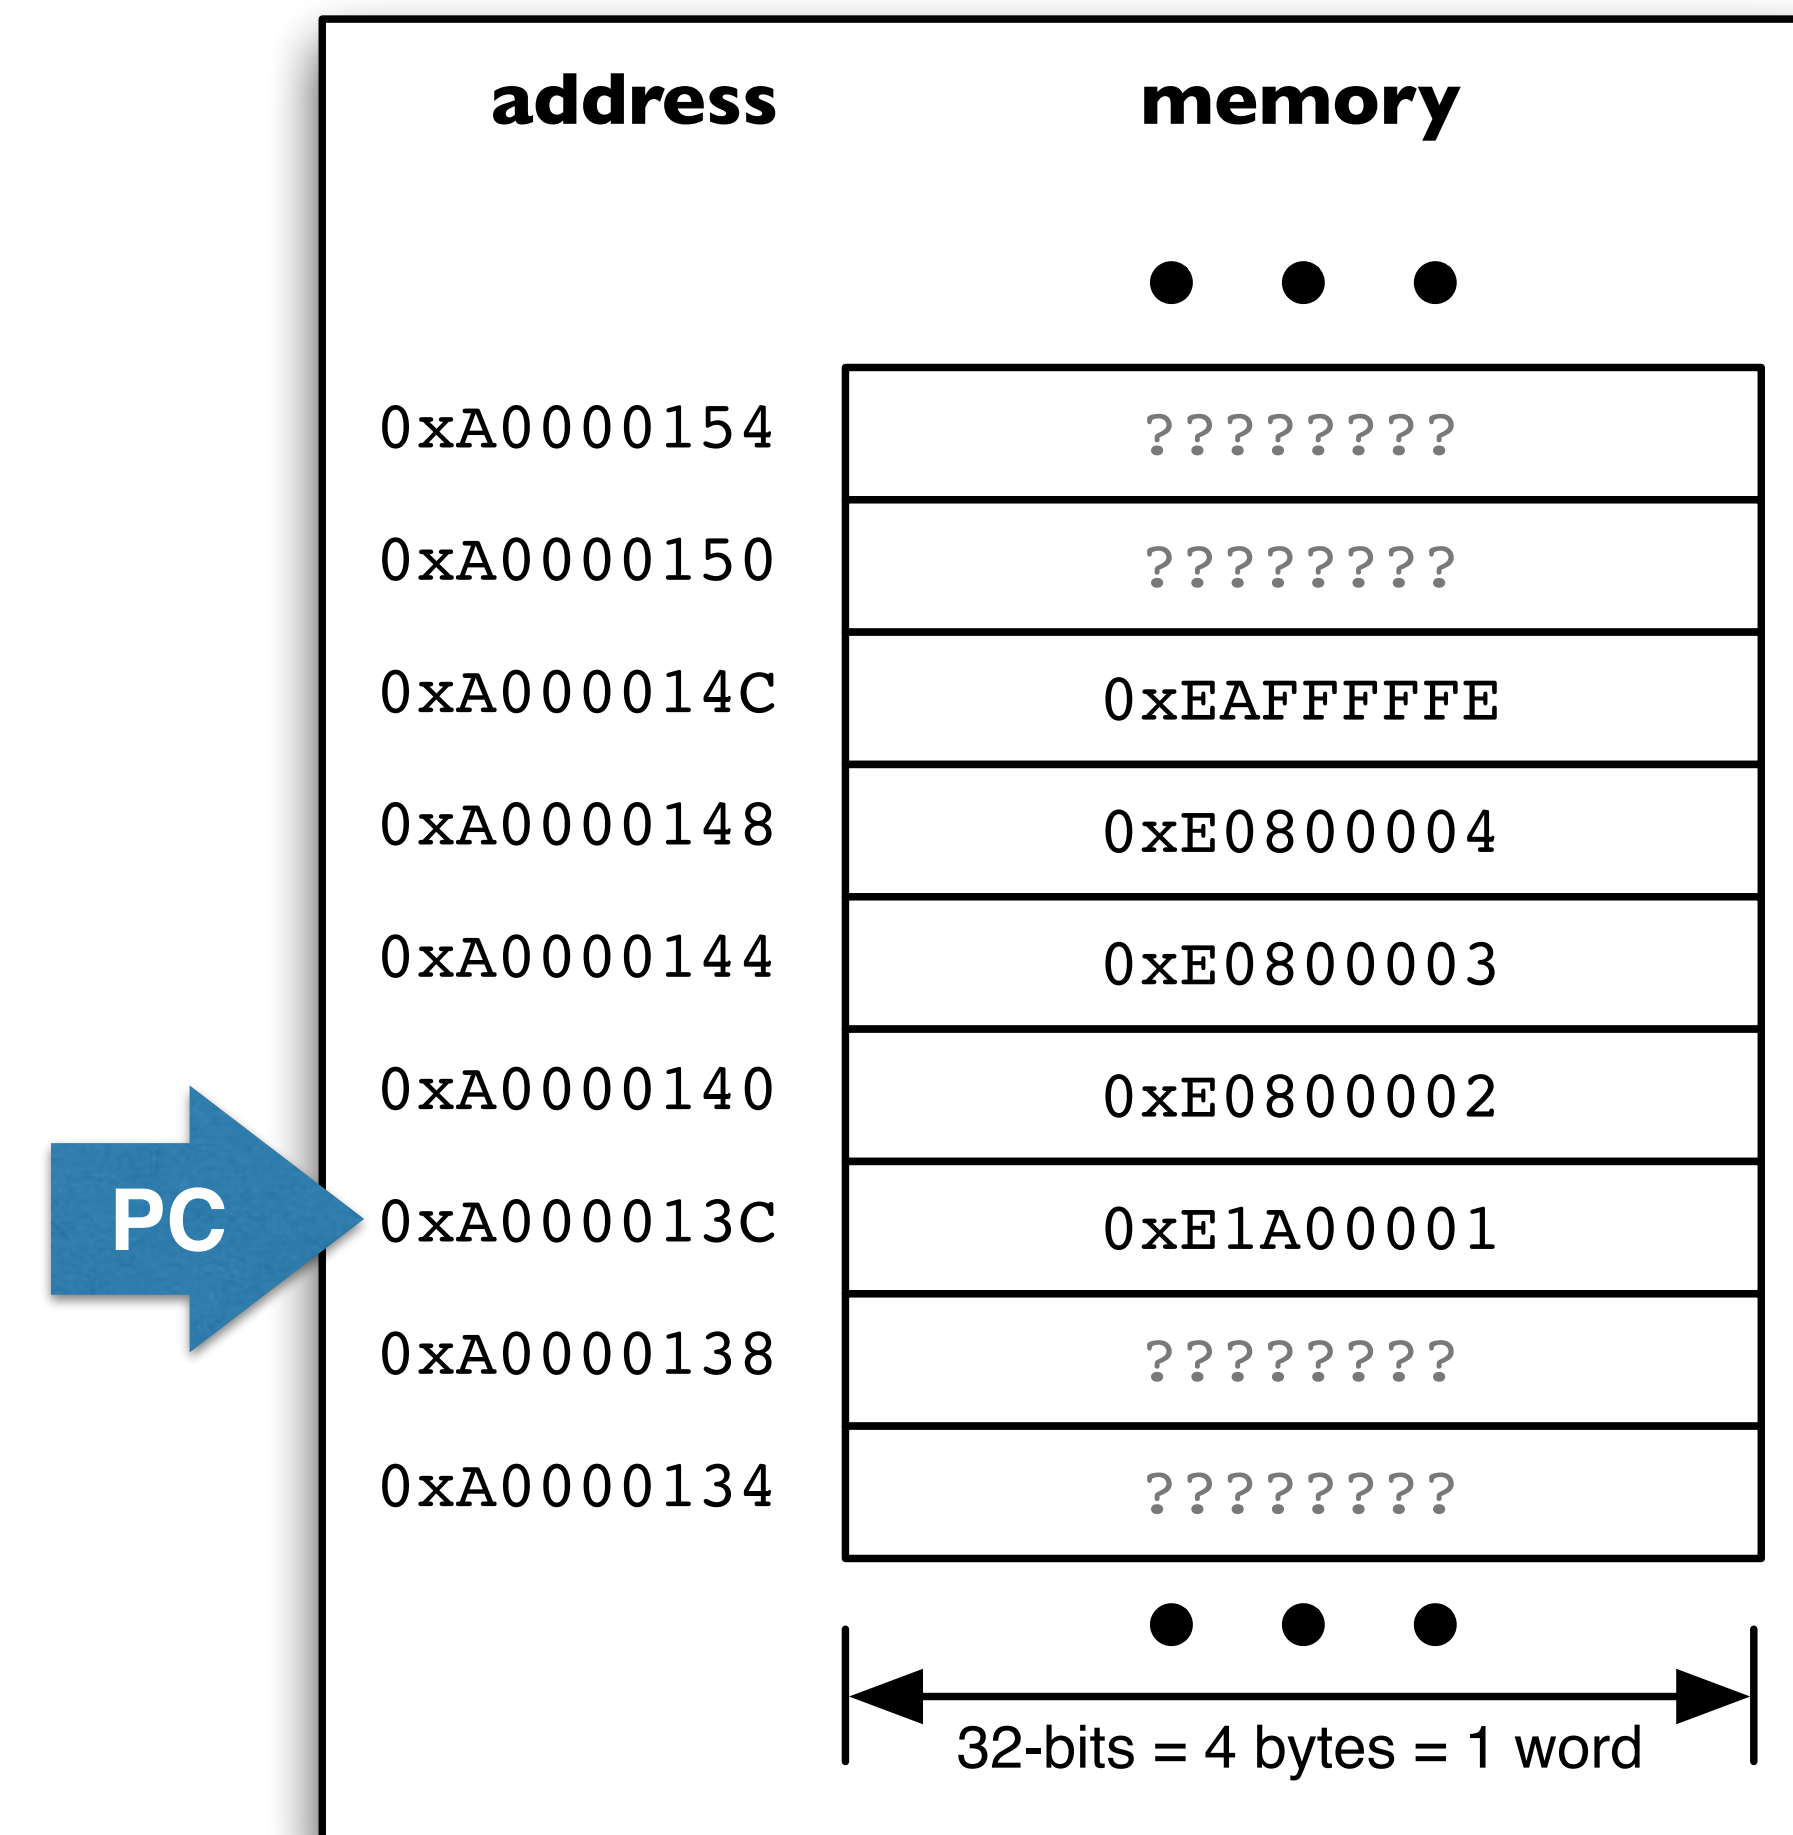 address memory
0xA0000154 ????????
0xA0000150 ????????
0xA000014C 0xEAFFFFFE
0xA0000148 0xE0800004
0xA0000144 0xE0800003
0xA0000140 0xE0800002
PC 0xA000013C 0xE1A00001
0xA0000138 ????????
0xA0000134 ????????
32-bits = 4 bytes = 1 word